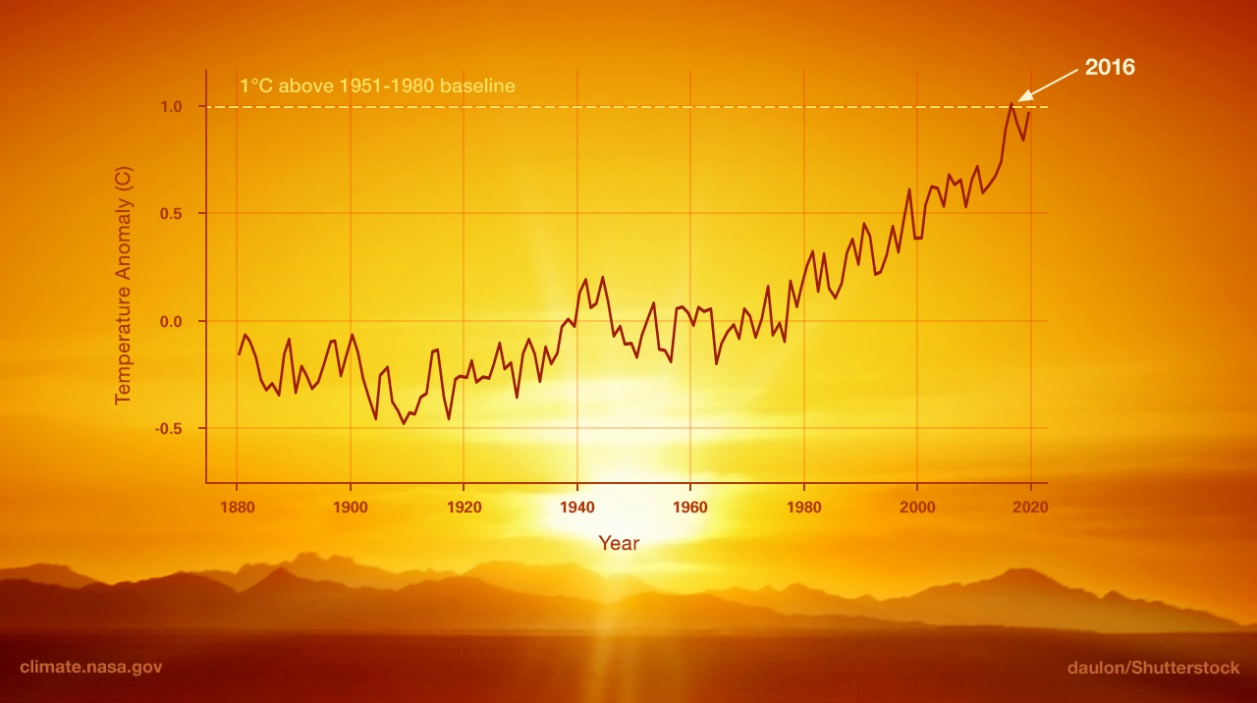 2016
1°C above 1951-1980 baseline
1.0
0.5
0.0
-0.5
Temperature Anomaly (C)
1880 1900 1920 1940 1960 1980 2000 2020
Year
climate.nasa.gov
daulon/Shutterstock